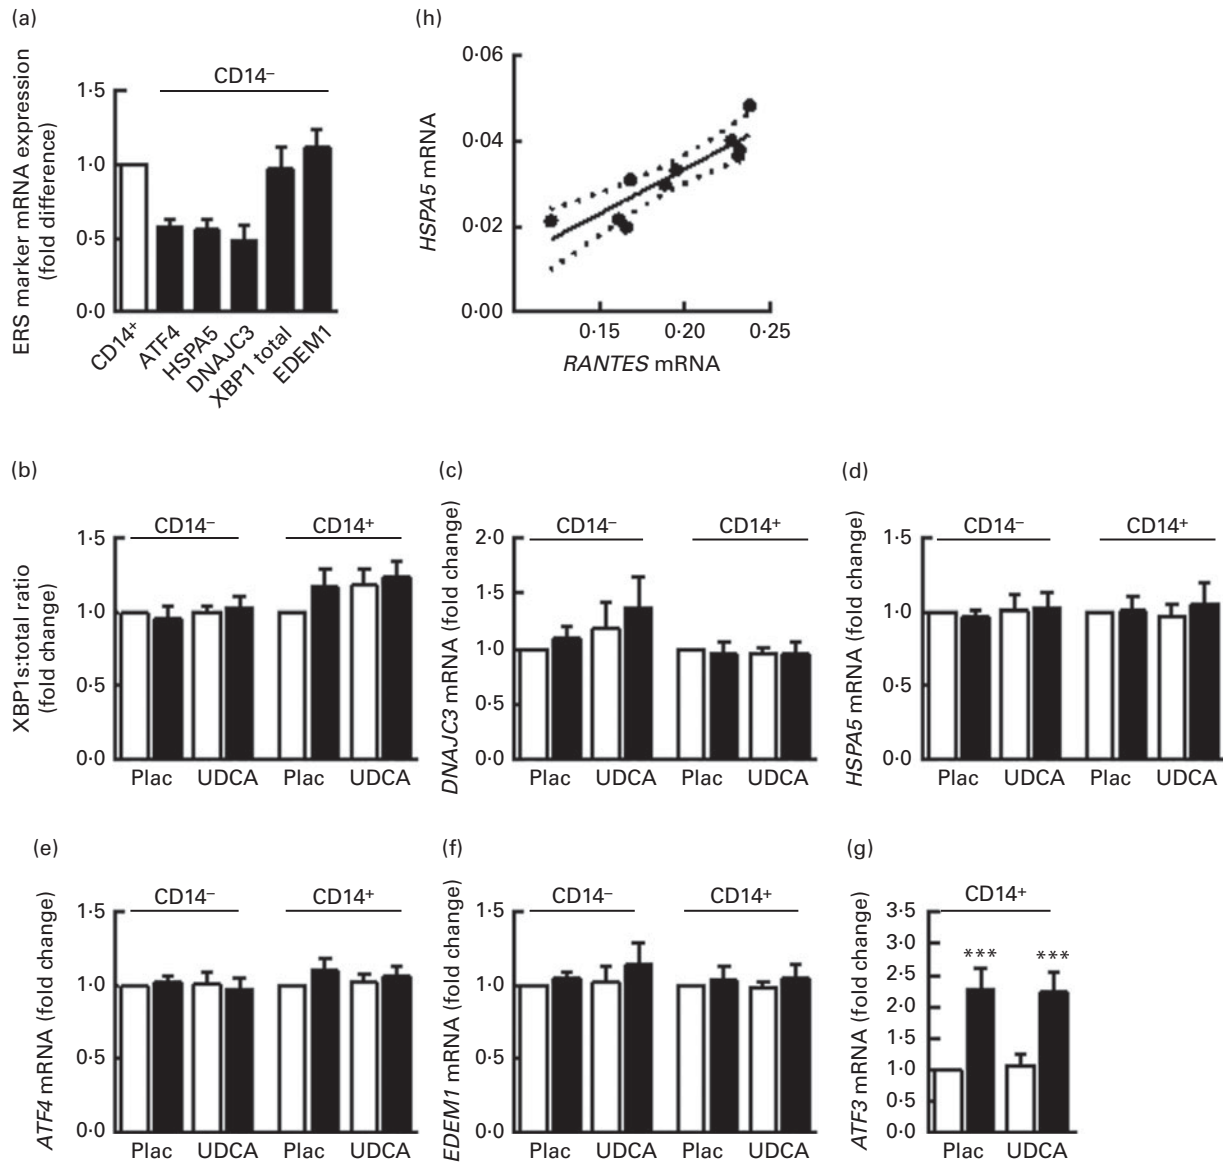 (a)
ERS marker mRNA expression
(fold difference)
CD14⁻
1·5
1·0
0·5
0·0
CD14⁺
ATF4
HSPA5
DNAJC3
XBP1 total
EDEM1
(h)
HSPA5 mRNA
0·06
0·04
0·02
0·00
0·15
0·20
0·25
RANTES mRNA
(b)
XBP1s:total ratio
(fold change)
CD14⁻
CD14⁺
1·5
1·0
0·5
0·0
Plac
UDCA
Plac
UDCA
(c)
DNAJC3 mRNA (fold change)
CD14⁻
CD14⁺
2·0
1·5
1·0
0·5
0·0
Plac
UDCA
Plac
UDCA
(d)
HSPA5 mRNA (fold change)
CD14⁻
CD14⁺
1·5
1·0
0·5
0·0
Plac
UDCA
Plac
UDCA
(e)
ATF4 mRNA (fold change)
CD14⁻
CD14⁺
1·5
1·0
0·5
0·0
Plac
UDCA
Plac
UDCA
(f)
EDEM1 mRNA (fold change)
CD14⁻
CD14⁺
1·5
1·0
0·5
0·0
Plac
UDCA
Plac
UDCA
(g)
ATF3 mRNA (fold change)
CD14⁺
3·5
3·0
2·5
2·0
1·5
1·0
0·5
0·0
***
***
Plac
UDCA